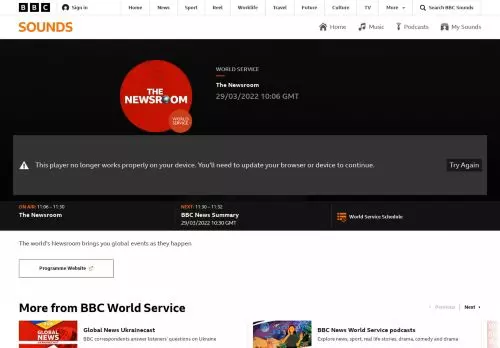 BBC Sign in Home News Sport Reel Worklife Travel Future Culture TV More Search BBC Sounds
SOUNDS Home Music Podcasts My Sounds
WORLD SERVICE
The Newsroom
29/03/2022 10:06 GMT
THE
NEWSROOM
WORLD
SERVICE
This player no longer works properly on your device. You'll need to update your browser or device to continue. Try Again
ON AIR: 11:06 – 11:30 NEXT: 11:30 – 11:32
The Newsroom BBC News Summary World Service Schedule
29/03/2022 10:30 GMT
The world's Newsroom brings you global events as they happen
Programme Website
More from BBC World Service Previous Next
GLOBAL
NEWS
Global News Ukrainecast BBC News World Service podcasts
BBC correspondents answer listeners' questions on Ukraine Explore news, sport, real life stories, drama, comedy and drama